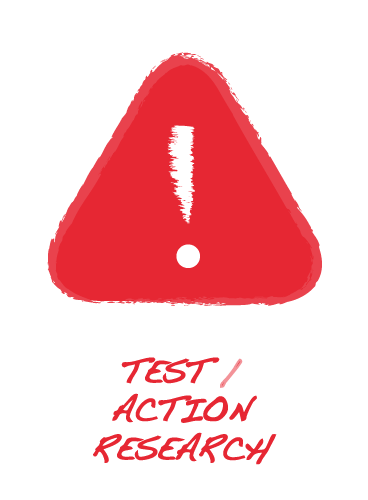 !
TEST /
ACTION
RESEARCH